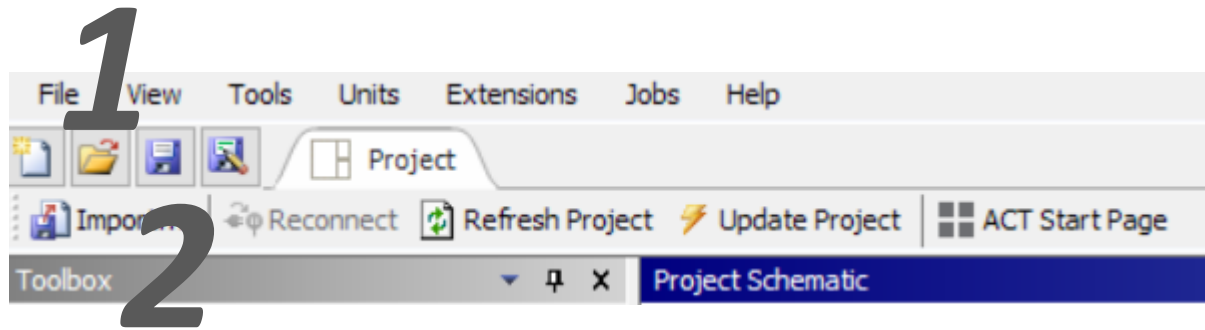 1
File View Tools Units Extensions Jobs Help
Project
Reconnect Refresh Project Update Project ACT Start Page
2
Toolbox Project Schematic